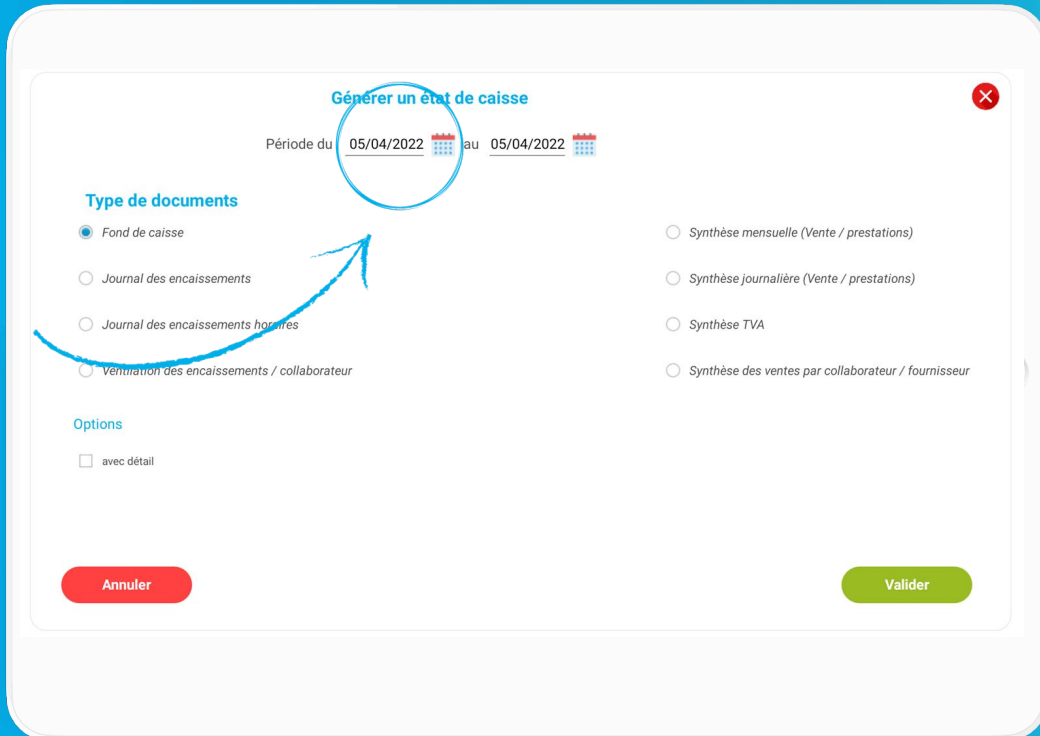 Générer un état de caisse
Période du 05/04/2022 au 05/04/2022
Type de documents
Fond de caisse
Journal des encaissements
Journal des encaissements horaires
Ventilation des encaissements / collaborateur
Synthèse mensuelle (Vente / prestations)
Synthèse journalière (Vente / prestations)
Synthèse TVA
Synthèse des ventes par collaborateur / fournisseur
Options
avec détail
Annuler
Valider